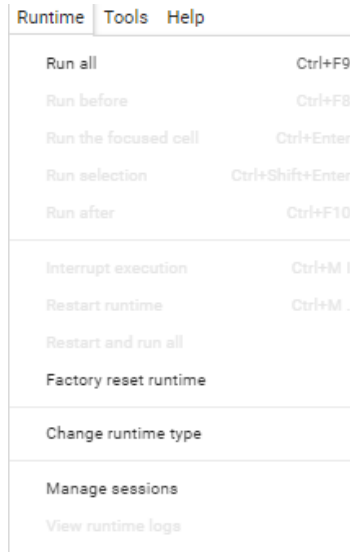 Runtime Tools Help
Run all Ctrl+F9
Run before Ctrl+F8
Run the focused cell Ctrl+Enter
Run selection Ctrl+Shift+Enter
Run after Ctrl+F10
Interrupt execution Ctrl+M I
Restart runtime Ctrl+M .
Restart and run all
Factory reset runtime
Change runtime type
Manage sessions
View runtime logs